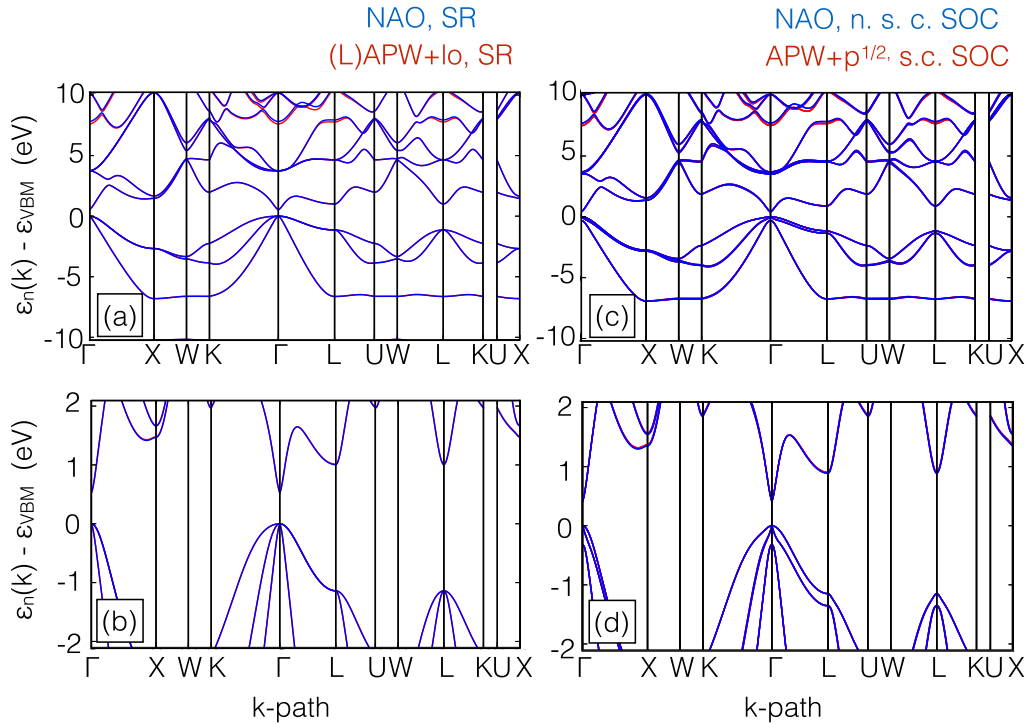 NAO, SR
(L)APW+lo, SR
NAO, n. s. c. SOC
APW+p^1/2, s.c. SOC
εn(k) - εVBM (eV)
10
5
0
-5
-10
(a)
Γ X W K Γ L U W L K U X
10
5
0
-5
-10
(c)
Γ X W K Γ L U W L K U X
εn(k) - εVBM (eV)
2
1
0
-1
-2
(b)
Γ X W K Γ L U W L K U X
k-path
2
1
0
-1
-2
(d)
Γ X W K Γ L U W L K U X
k-path